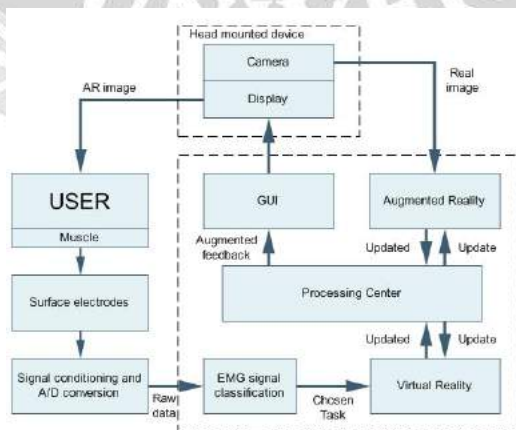 Head mounted device
Camera
Display
AR image
Real
image
USER
Muscle
GUI
Augmented Reality
Augmented
feedback
Updated
Update
Surface electrodes
Processing Center
Updated
Update
Signal conditioning and
A/D conversion
Raw
data
EMG signal
classification
Chosen
Task
Virtual Reality